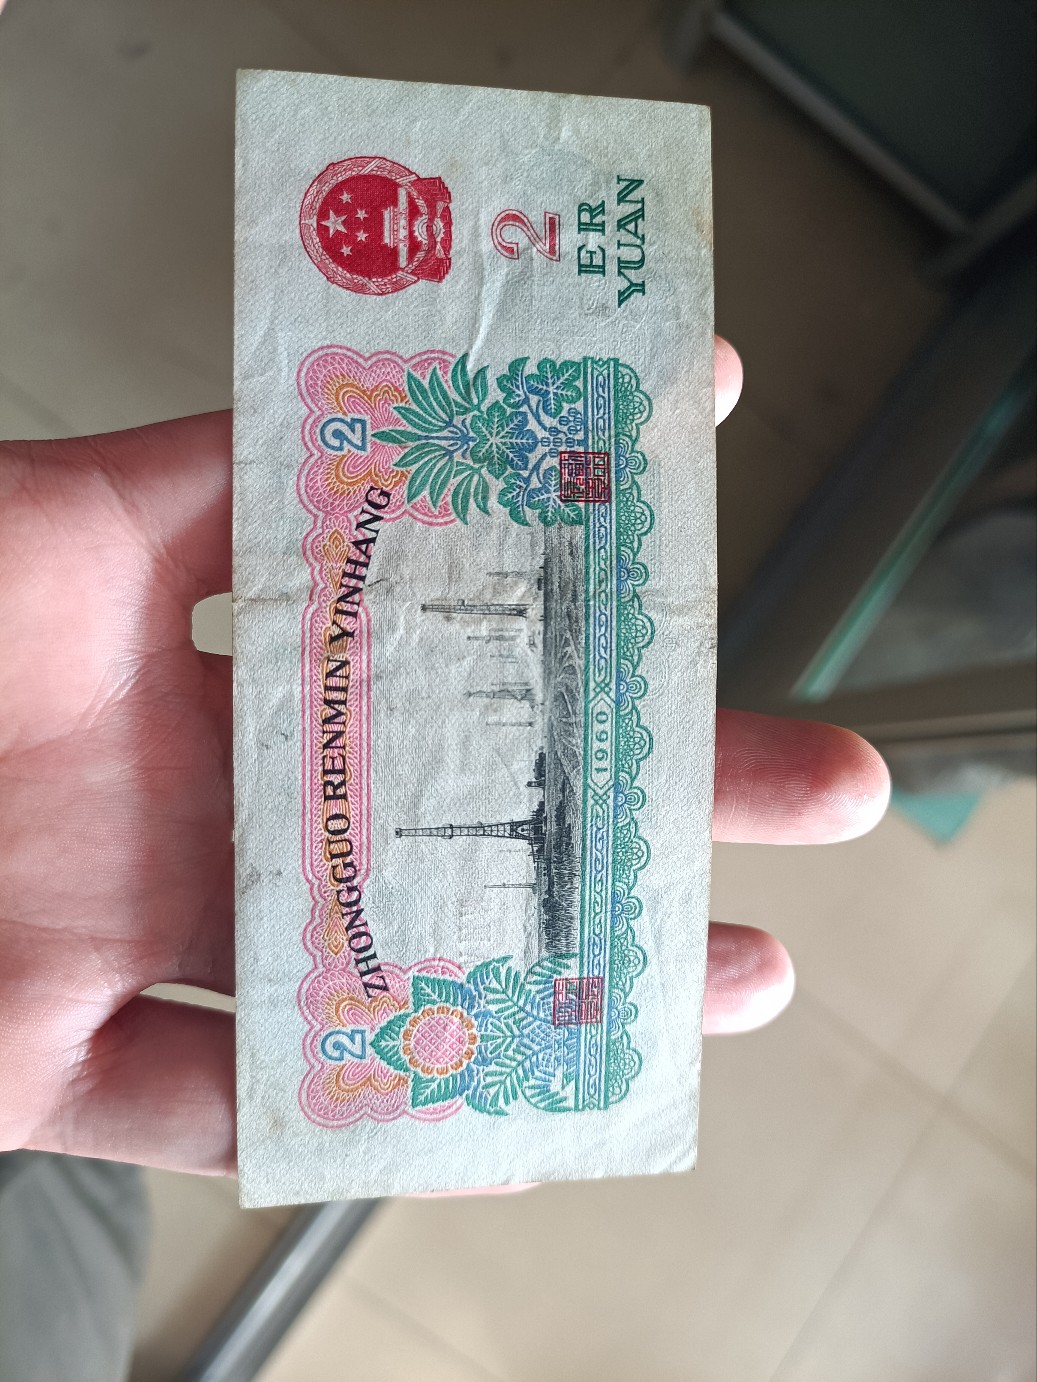 ZHONGGUO RENMIN YINHANG
2
2
2
ER
YUAN
1960